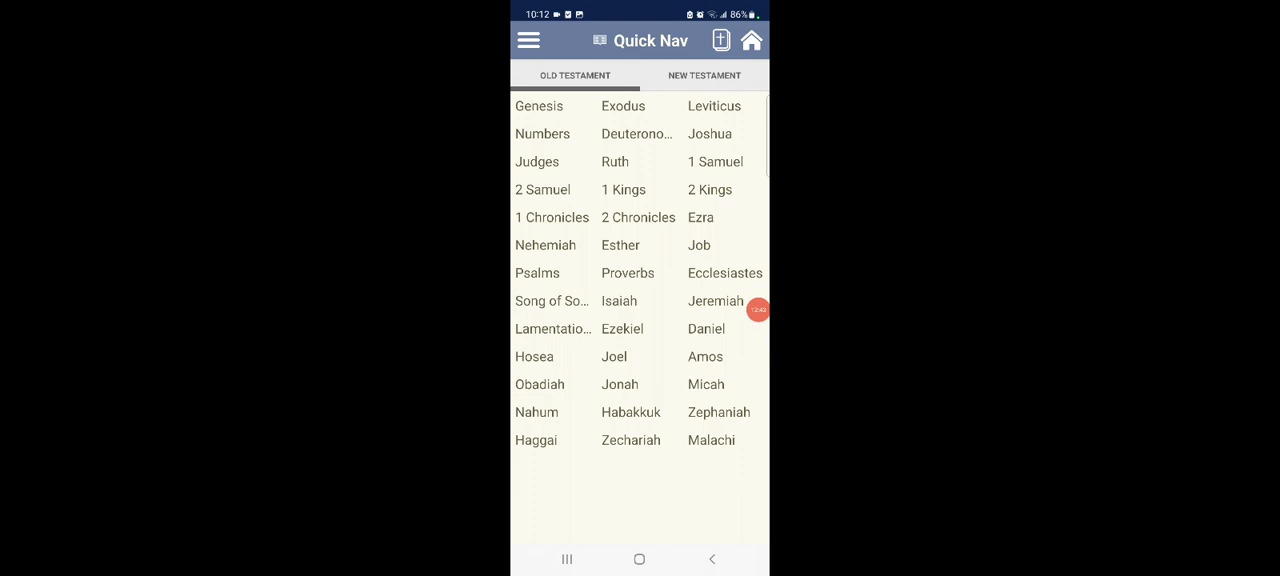 10:12 86%
Quick Nav
OLD TESTAMENT NEW TESTAMENT
Genesis Exodus Leviticus
Numbers Deuterono... Joshua
Judges Ruth 1 Samuel
2 Samuel 1 Kings 2 Kings
1 Chronicles 2 Chronicles Ezra
Nehemiah Esther Job
Psalms Proverbs Ecclesiastes
Song of So... Isaiah Jeremiah
12:43
Lamentatio... Ezekiel Daniel
Hosea Joel Amos
Obadiah Jonah Micah
Nahum Habakkuk Zephaniah
Haggai Zechariah Malachi